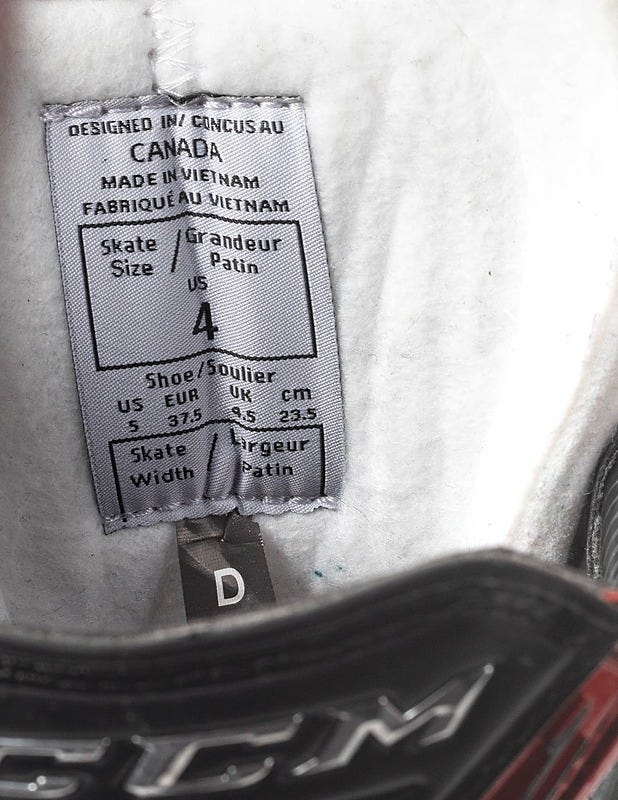 DESIGNED IN/ CONCUS AU
CANADA
MADE IN VIETNAM
FABRIQUÉ AU VIETNAM
Skate / Grandeur
Size Patin
US
4
Shoe/Soulier
US EUR UK cm
5 37.5 4.5 23.5
Skate / Largeur
Width Patin
D
CCM